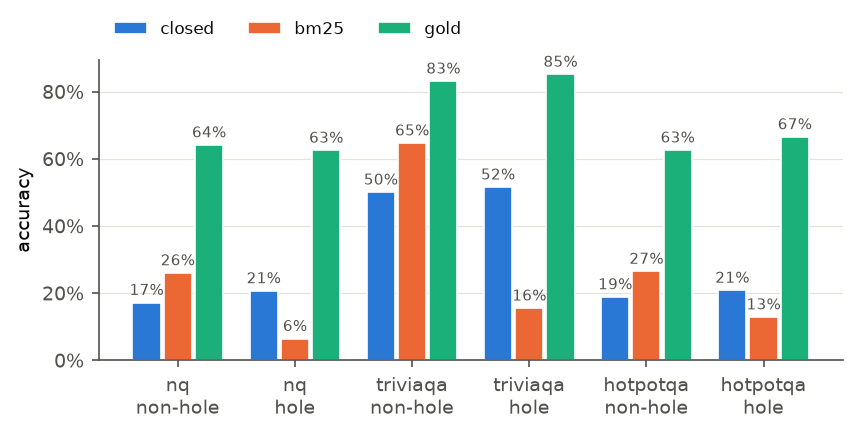 closed bm25 gold
accuracy
80%
60%
40%
20%
0%
17% 26% 64%
21% 6% 63%
50% 65% 83%
52% 16% 85%
19% 27% 63%
21% 13% 67%
nq
non-hole
nq
hole
triviaqa
non-hole
triviaqa
hole
hotpotqa
non-hole
hotpotqa
hole